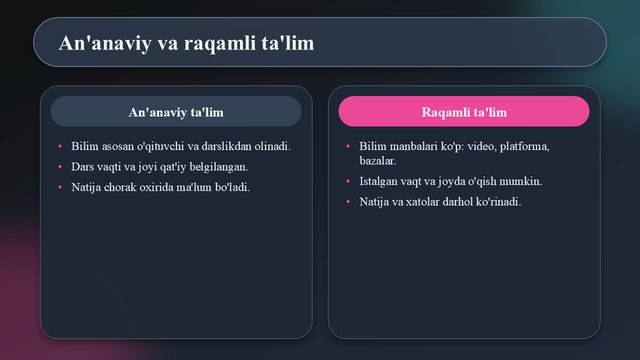 An'anaviy va raqamli ta'lim
An'anaviy ta'lim
• Bilim asosan o'qituvchi va darslikdan olinadi.
• Dars vaqti va joyi qat'iy belgilangan.
• Natija chorak oxirida ma'lum bo'ladi.
Raqamli ta'lim
• Bilim manbalari ko'p: video, platforma,
bazalar.
• Istalgan vaqt va joyda o'qish mumkin.
• Natija va xatolar darhol ko'rinadi.